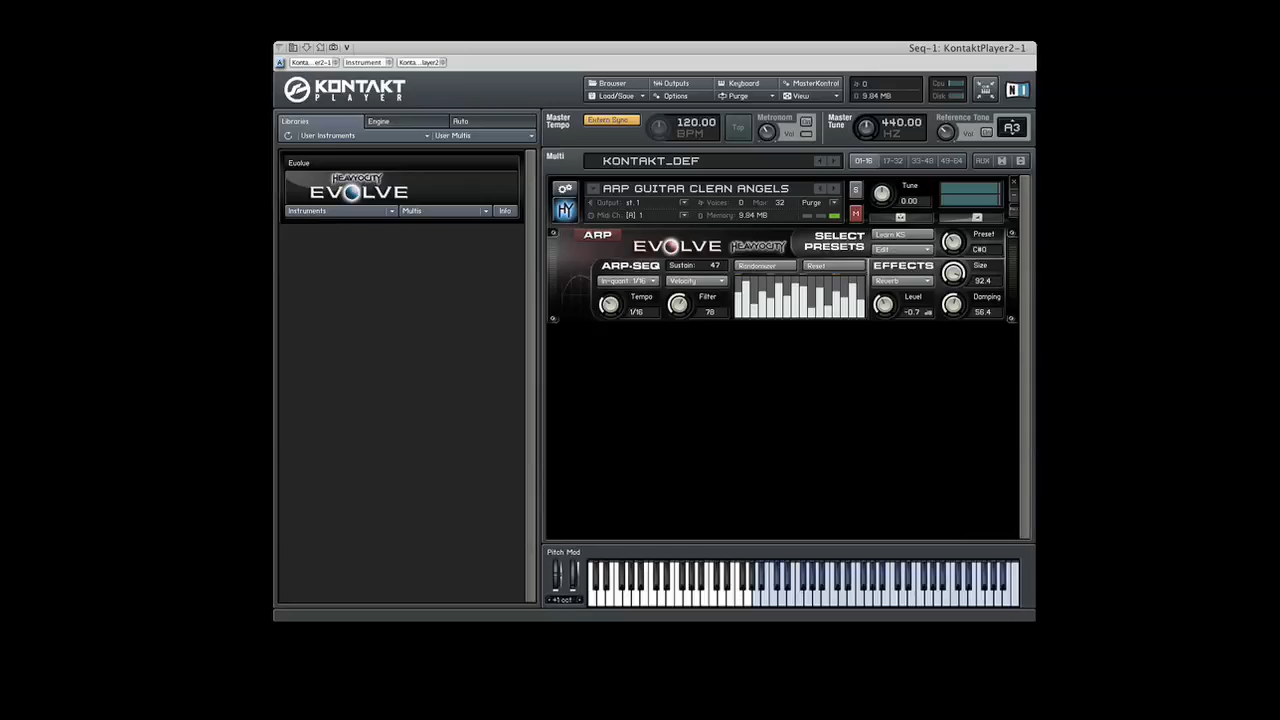 Seq-1: KontaktPlayer2-1
Konta...er2-1 Instrument Konta...layer2
KONTAKT
PLAYER
Browser Outputs Keyboard MasterKontrol
Load/Save Options Purge View
0
9.84 MB
Cpu
Disk
NI
Libraries Engine Auto
User Instruments User Multis
Master
Tempo
Extern Sync...
120.00
BPM
Tap
Metronom
Vol
Master
Tune
440.00
HZ
Reference Tone
Vol
A3
Multi
KONTAKT_DEF
01-16 17-32 33-48 49-64 AUX
Evolve
HEAVYOCITY
EVOLVE
Instruments Multis Info
ARP GUITAR CLEAN ANGELS
Output: st. 1 Voices: 0 Max: 32 Purge
Midi Ch: [A] 1 Memory: 9.84 MB
S
M
Tune
0.00
HY
ARP
EVOLVE HEAVYOCITY
SELECT
PRESETS
Learn KS
Edit
Preset
C#0
ARP-SEQ Sustain: 47 Randomizer Reset EFFECTS Size
In-quant: 1/16 Velocity Reverb 92.4
Tempo Filter Level Damping
1/16 78 -0.7 56.4
Pitch Mod
+1 oct